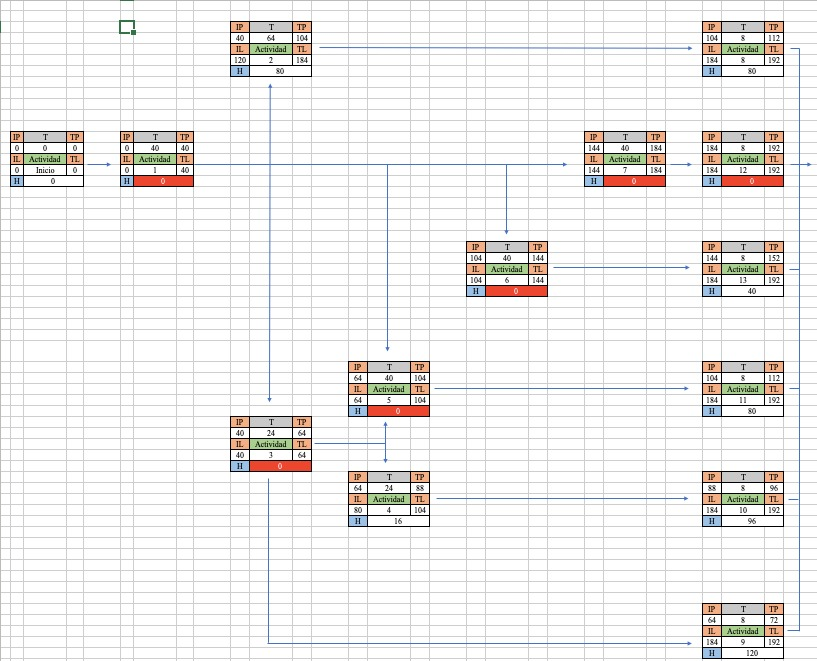 IP T TP
40 64 104
IL Actividad TL
120 2 184
H 80
IP T TP
104 8 112
IL Actividad TL
184 8 192
H 80
IP T TP
0 0 0
IL Actividad TL
0 Inicio 0
H 0
IP T TP
0 40 40
IL Actividad TL
0 1 40
H 0
IP T TP
144 40 184
IL Actividad TL
144 7 184
H 0
IP T TP
184 8 192
IL Actividad TL
184 12 192
H 0
IP T TP
104 40 144
IL Actividad TL
104 6 144
H 0
IP T TP
144 8 152
IL Actividad TL
184 13 192
H 40
IP T TP
64 40 104
IL Actividad TL
64 5 104
H 0
IP T TP
104 8 112
IL Actividad TL
184 11 192
H 80
IP T TP
40 24 64
IL Actividad TL
40 3 64
H 0
IP T TP
64 24 88
IL Actividad TL
80 4 104
H 16
IP T TP
88 8 96
IL Actividad TL
184 10 192
H 96
IP T TP
64 8 72
IL Actividad TL
184 9 192
H 120